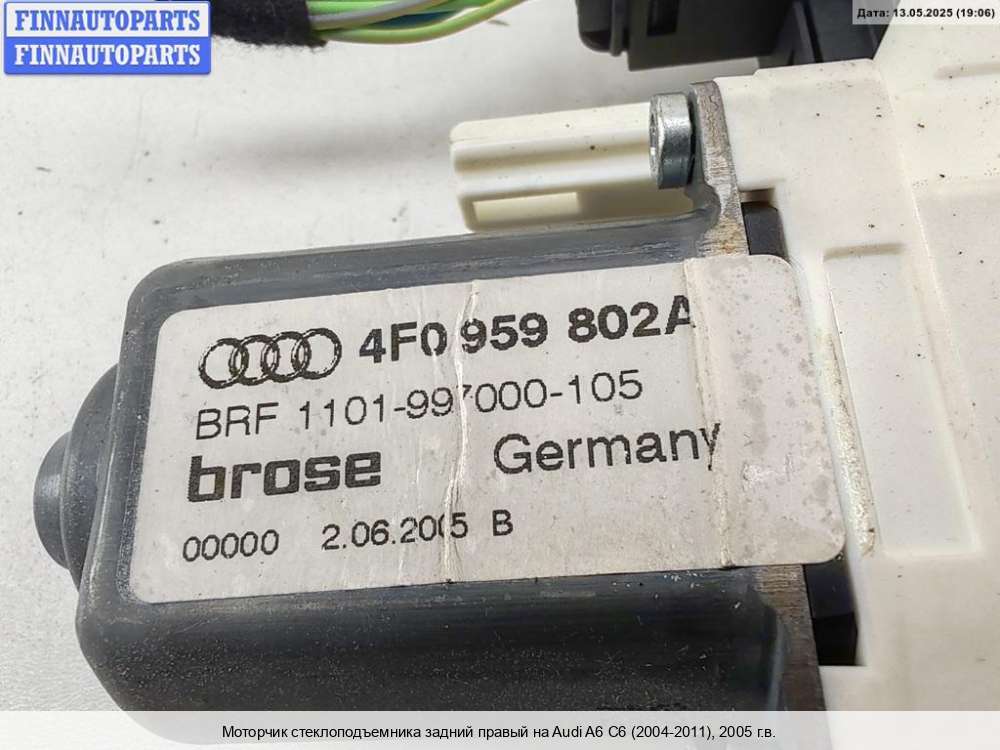 FINNAUTOPARTS
FINNAUTOPARTS
Дата: 13.05.2025 (19:06)
4F0 959 802A
BRF 1101-997000-105
brose Germany
00000 2.06.2005 B
Моторчик стеклоподъемника задний правый на Audi A6 C6 (2004-2011), 2005 г.в.